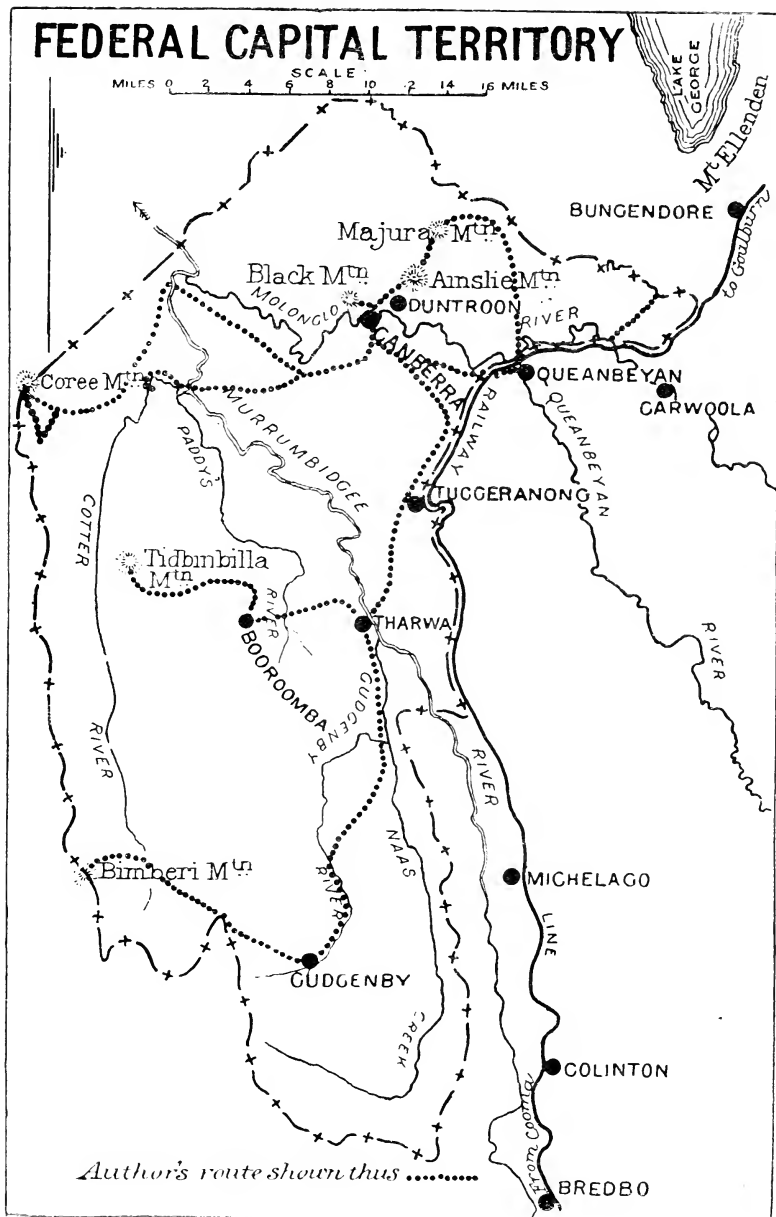 FEDERAL CAPITAL TERRITORY
SCALE
MILES 0 2 4 6 8 10 12 14 16 MILES
LAKE
GEORGE
Mt Ellenden
BUNGENDORE
to Goulburn
Majura Mtn
Black Mtn
Ainslie Mtn
MOLONGLO
DUNTROON
RIVER
CANBERRA
QUEANBEYAN
CARWOOLA
Coree Mtn
MURRUMBIDGEE
RAILWAY
QUEANBEYAN
PADDY'S
COTTER
TUGGERANONG
Tidbinbilla
Mtn
RIVER
THARWA
BOOROOMBA
GUDGENBY
RIVER
RIVER
RIVER
NAAS
Bimberi Mtn
MICHELAGO
RIVER
LINE
GUDGENBY
CREEK
COLINTON
From Cooma
Author's route shown thus
BREDBO